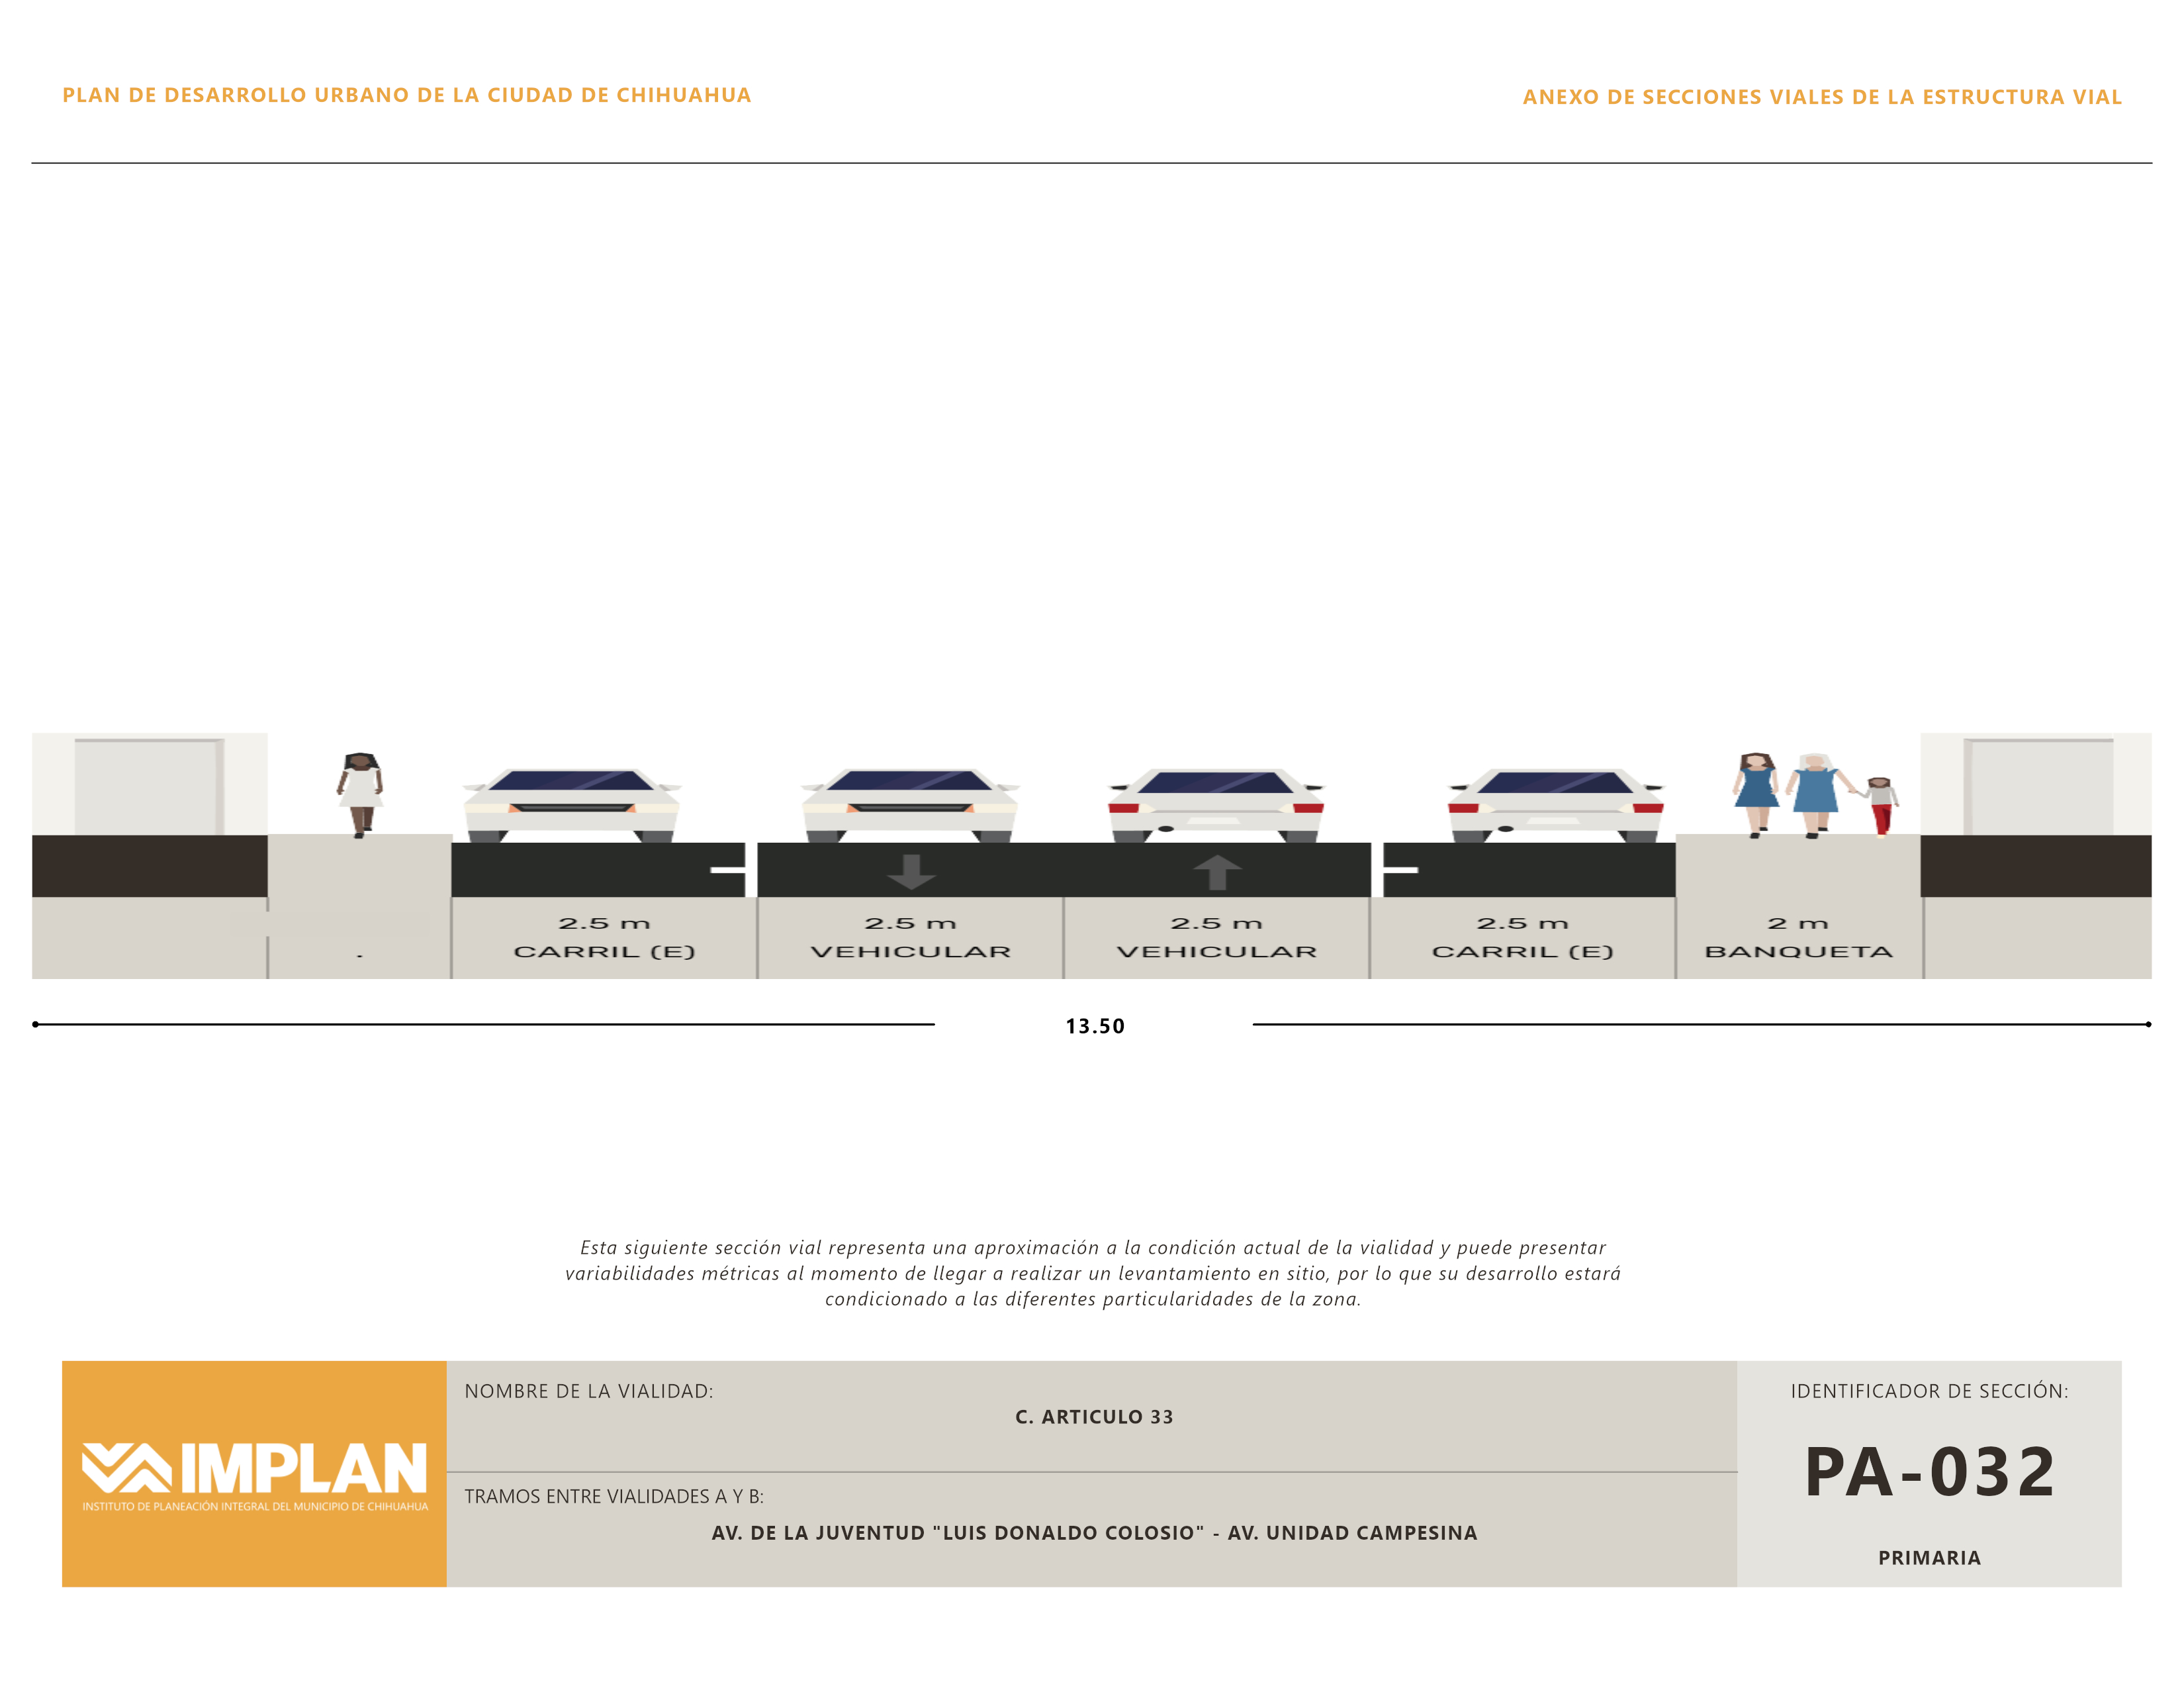 PLAN DE DESARROLLO URBANO DE LA CIUDAD DE CHIHUAHUA
ANEXO DE SECCIONES VIALES DE LA ESTRUCTURA VIAL
2.5 m
CARRIL (E)
2.5 m
VEHICULAR
2.5 m
VEHICULAR
2.5 m
CARRIL (E)
2 m
BANQUETA
13.50
Esta siguiente sección vial representa una aproximación a la condición actual de la vialidad y puede presentar
variabilidades métricas al momento de llegar a realizar un levantamiento en sitio, por lo que su desarrollo estará
condicionado a las diferentes particularidades de la zona.
IMPLAN
INSTITUTO DE PLANEACIÓN INTEGRAL DEL MUNICIPIO DE CHIHUAHUA
NOMBRE DE LA VIALIDAD:
C. ARTICULO 33
TRAMOS ENTRE VIALIDADES A Y B:
AV. DE LA JUVENTUD "LUIS DONALDO COLOSIO" - AV. UNIDAD CAMPESINA
IDENTIFICADOR DE SECCIÓN:
PA-032
PRIMARIA